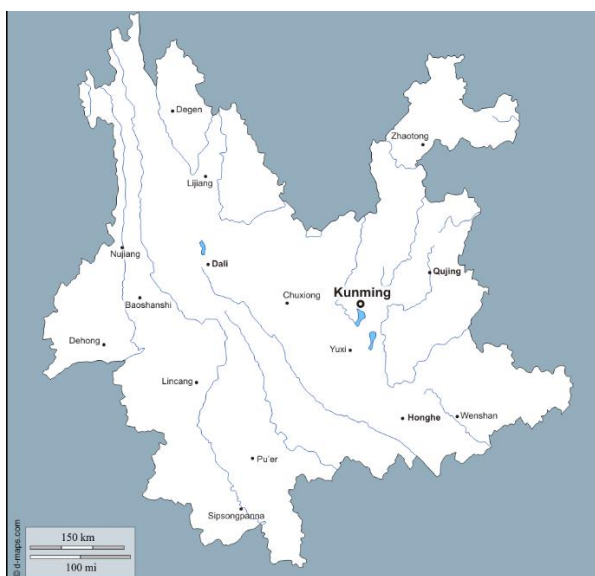 Degen
Zhaotong
Lijiang
Nujiang
Dali
Qujing
Kunming
Chuxiong
Baoshanshi
Dehong
Yuxi
Lincang
Honghe
Wenshan
Pu'er
Sipsongpanna
150 km
100 mi
© d-maps.com